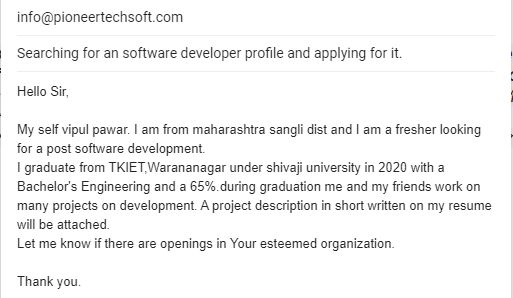 info@pioneertechsoft.com
Searching for an software developer profile and applying for it.
Hello Sir,
My self vipul pawar. I am from maharashtra sangli dist and I am a fresher looking
for a post software development.
I graduate from TKIET,Warananagar under shivaji university in 2020 with a
Bachelor's Engineering and a 65%.during graduation me and my friends work on
many projects on development. A project description in short written on my resume
will be attached.
Let me know if there are openings in Your esteemed organization.
Thank you.